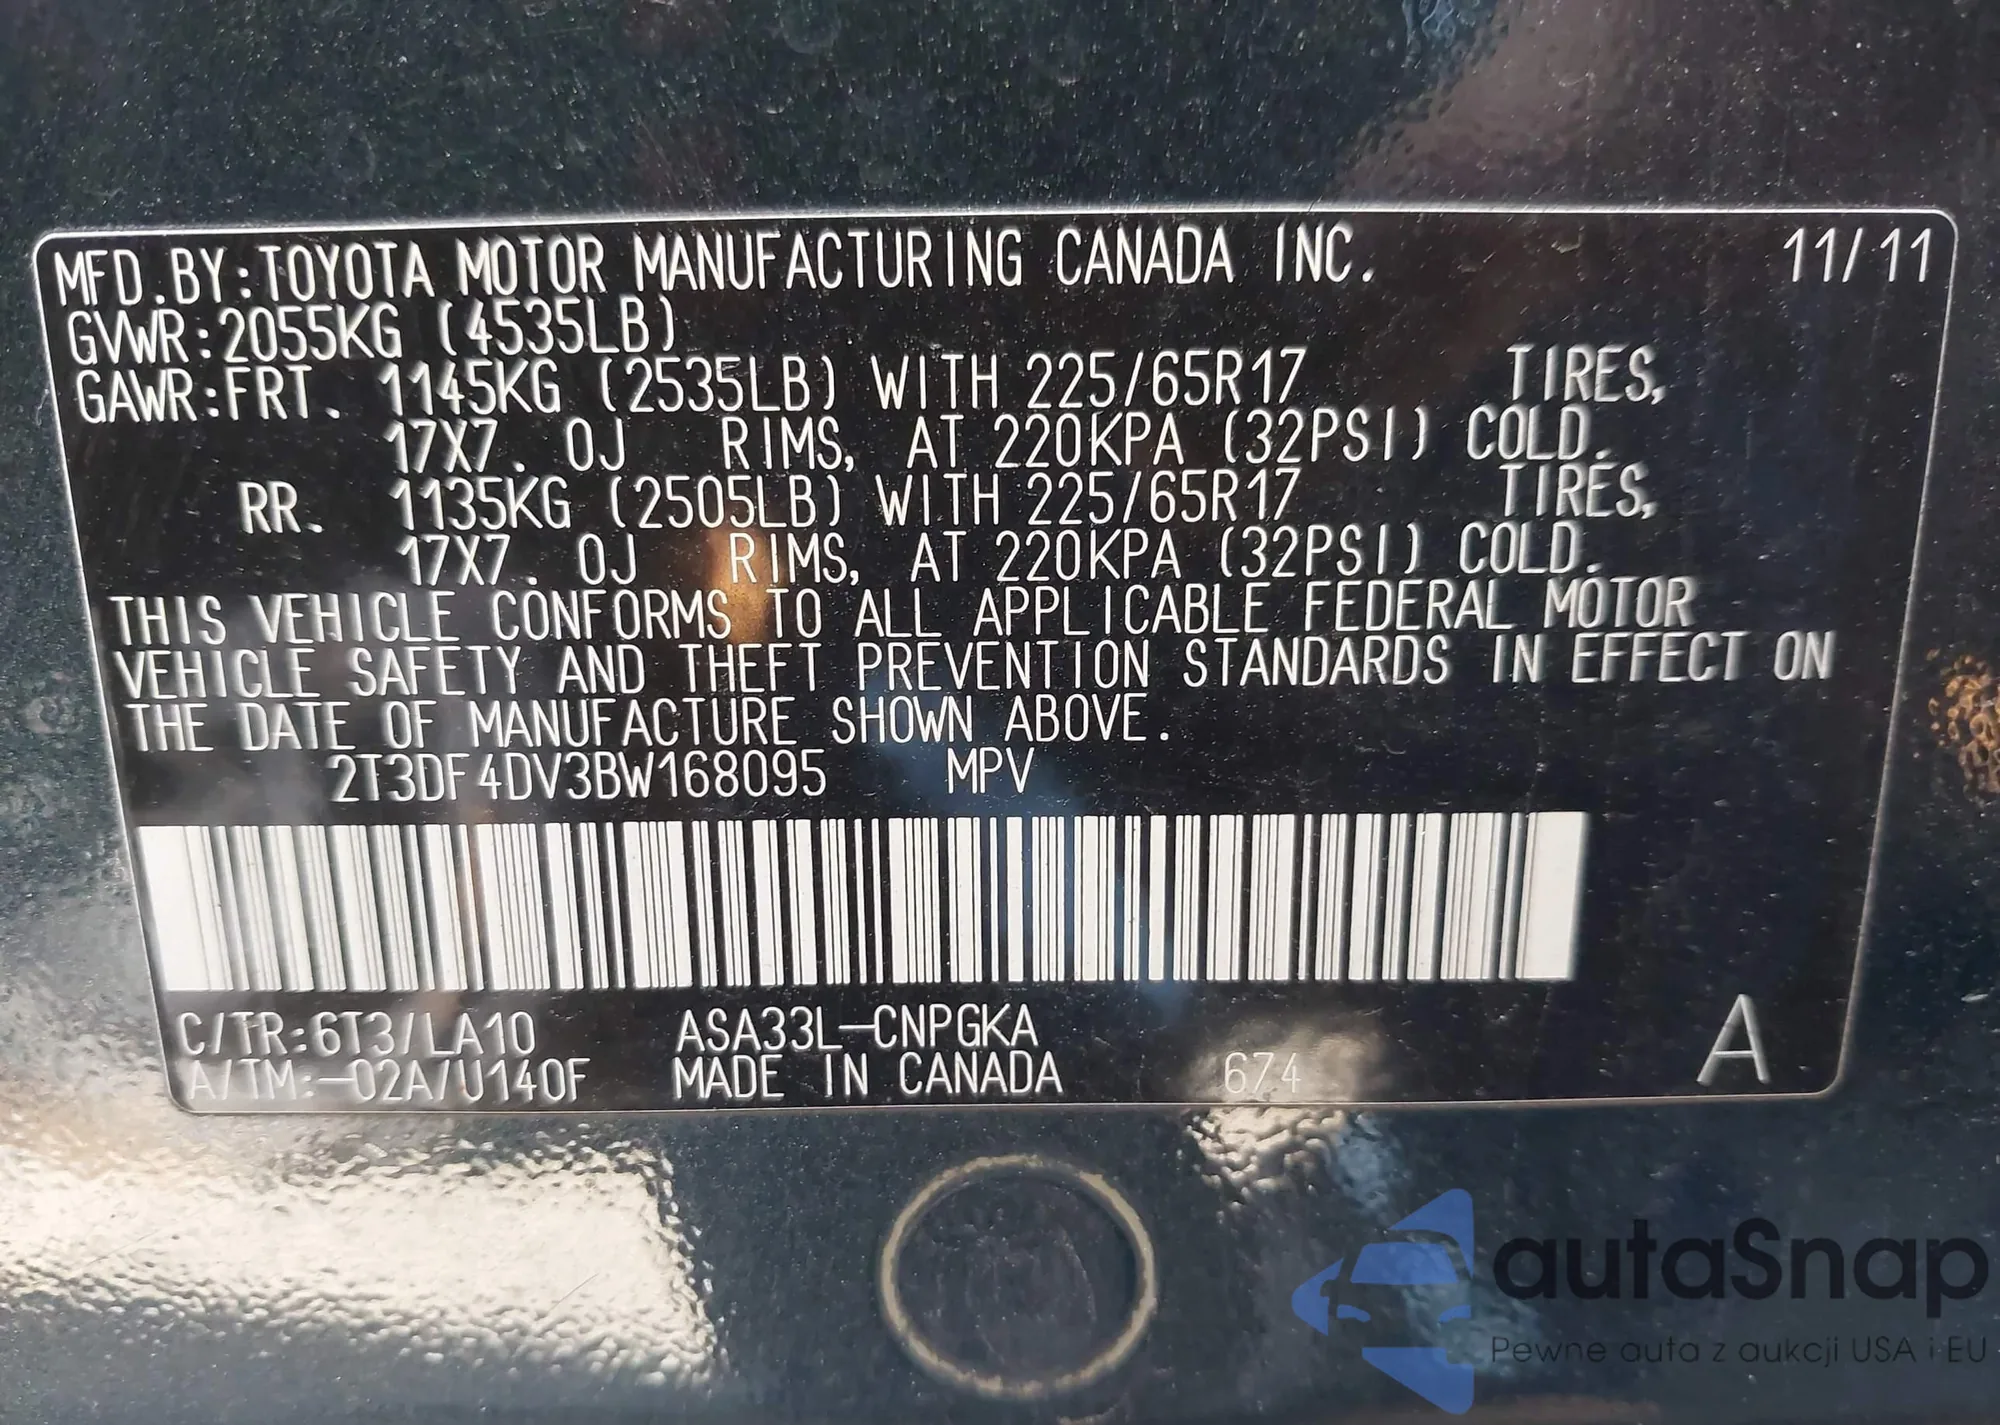 MFD.BY:TOYOTA MOTOR MANUFACTURING CANADA INC. 11/11
GVWR:2055KG (4535LB)
GAWR:FRT. 1145KG (2535LB) WITH 225/65R17 TIRES,
17X7. 0J RIMS, AT 220KPA (32PSI) COLD.
RR. 1135KG (2505LB) WITH 225/65R17 TIRES,
17X7. 0J RIMS, AT 220KPA (32PSI) COLD.
THIS VEHICLE CONFORMS TO ALL APPLICABLE FEDERAL MOTOR
VEHICLE SAFETY AND THEFT PREVENTION STANDARDS IN EFFECT ON
THE DATE OF MANUFACTURE SHOWN ABOVE.
2T3DF4DV3BW168095 MPV
C/TR:6T3/LA10 ASA33L-CNPGKA
A/TM:-02A/U140F MADE IN CANADA 674 A
autaSnap
Pewne auta z aukcji USA i EU